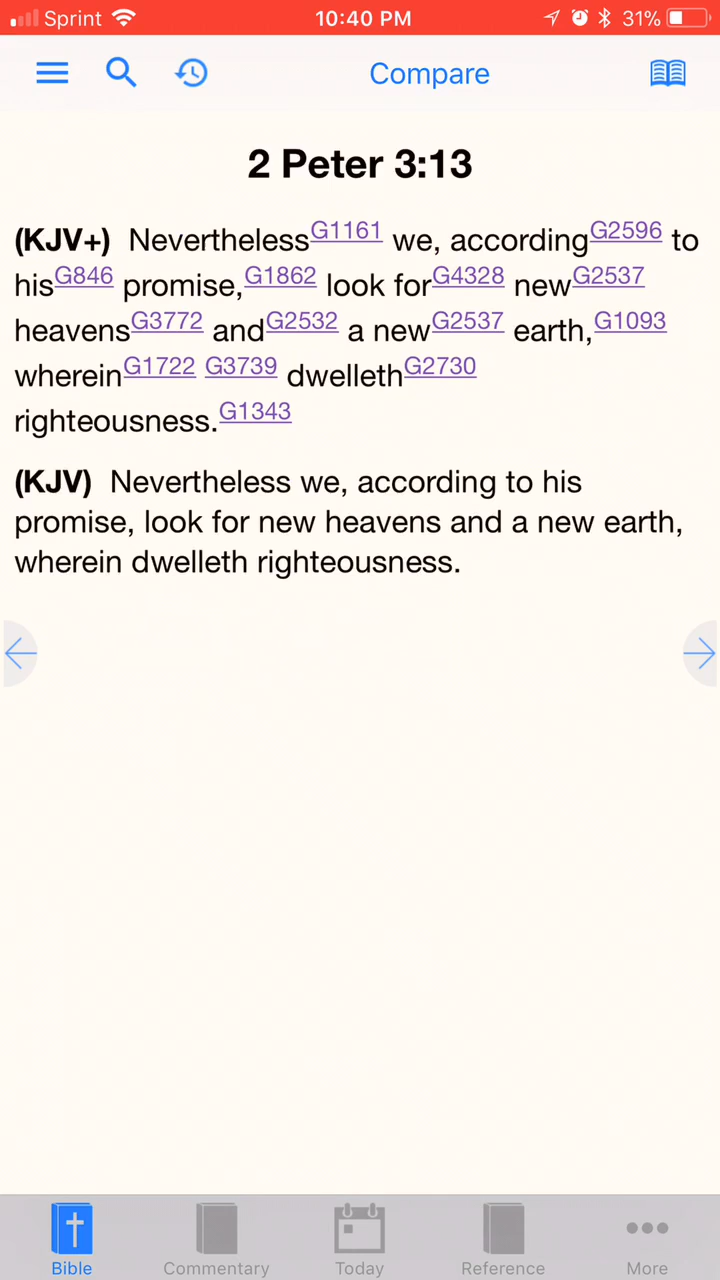 Sprint 10:40 PM 31%
Compare
2 Peter 3:13
(KJV+) NeverthelessG1161 we, accordingG2596 to
hisG846 promise,G1862 look forG4328 newG2537
heavensG3772 andG2532 a newG2537 earth,G1093
whereinG1722 G3739 dwellethG2730
righteousness.G1343
(KJV) Nevertheless we, according to his
promise, look for new heavens and a new earth,
wherein dwelleth righteousness.
Bible Commentary Today Reference More